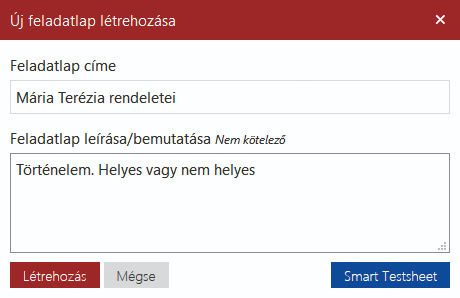 Új feladatlap létrehozása ×
Feladatlap címe
Mária Terézia rendeletei
Feladatlap leírása/bemutatása Nem kötelező
Történelem. Helyes vagy nem helyes
Létrehozás Mégse Smart Testsheet